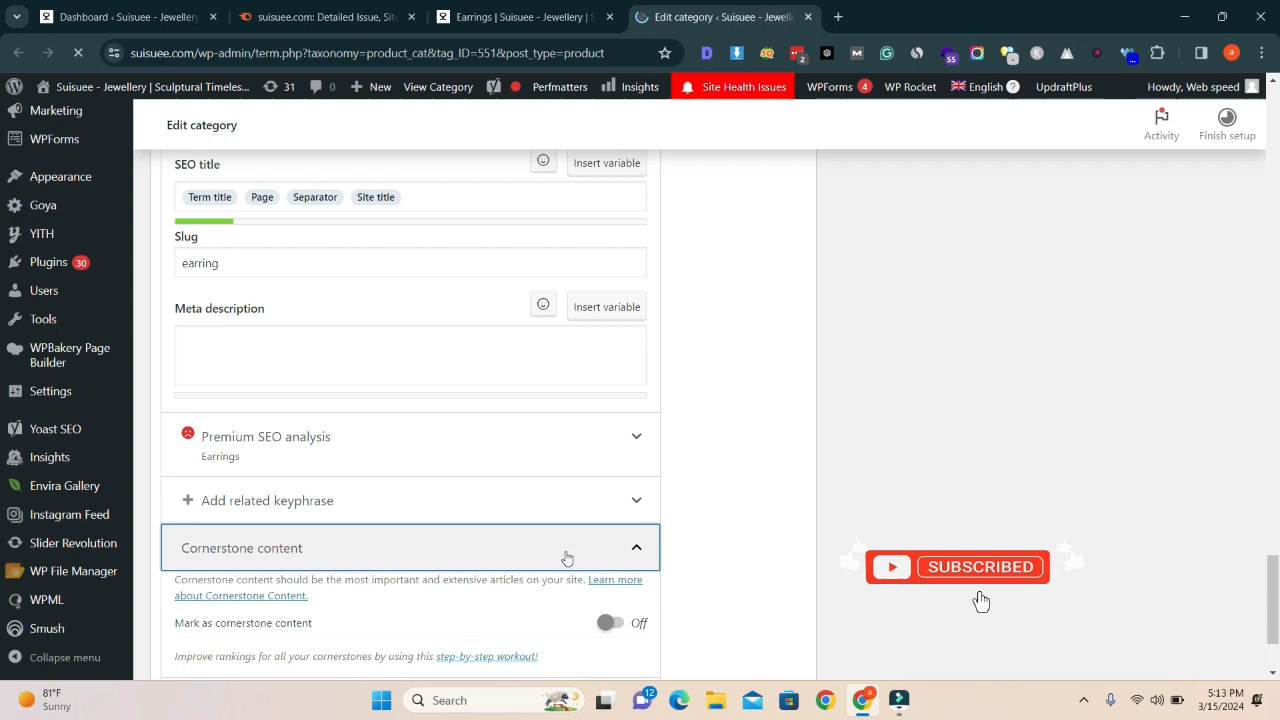 Dashboard ‹ Suisuee - Jewellery
suisuee.com: Detailed Issue, Sit
Earrings | Suisuee - Jewellery | S
Edit category ‹ Suisuee - Jewell
suisuee.com/wp-admin/term.php?taxonomy=product_cat&tag_ID=551&post_type=product
Suisuee - Jewellery | Sculptural Timeles...
31
0
New
View Category
Performance
Insights
Site Health Issues
WPForms 4
WP Rocket
English
UpdraftPlus
Howdy, Web speed
Marketing
WPForms
Appearance
Goya
YITH
Plugins 30
Users
Tools
WPBakery Page
Builder
Settings
Yoast SEO
Insights
Envira Gallery
Instagram Feed
Slider Revolution
WP File Manager
WPML
Smush
Collapse menu
Edit category
Activity
Finish setup
SEO title
Insert variable
Term title
Page
Separator
Site title
Slug
earring
Meta description
Insert variable
Premium SEO analysis
Earrings
Add related keyphrase
Cornerstone content
Cornerstone content should be the most important and extensive articles on your site. Learn more
about Cornerstone Content.
Mark as cornerstone content
Off
Improve rankings for all your cornerstones by using this step-by-step workout!
SUBSCRIBED
81°F
Sunny
Search
12
5:13 PM
3/15/2024